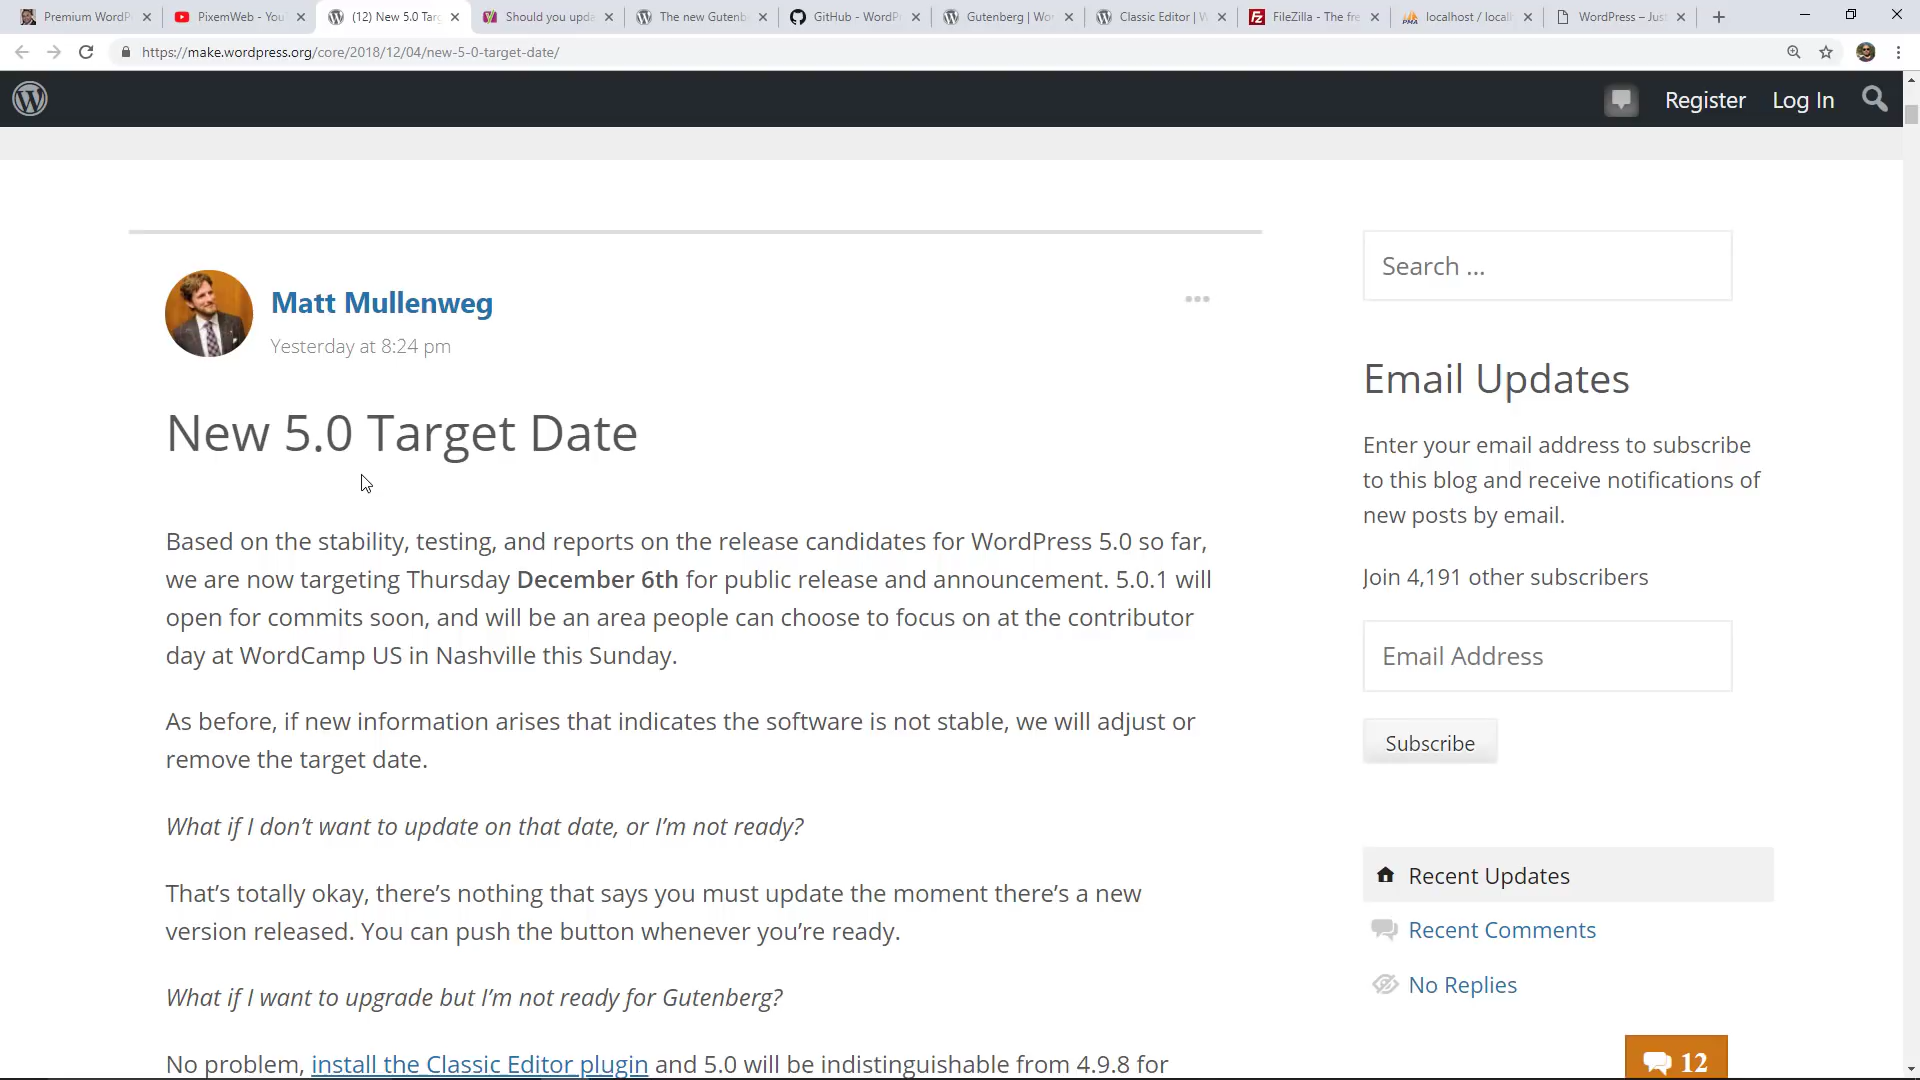 Premium WordP
PixemWeb - You
(12) New 5.0 Targ
Should you upda
The new Gutenb
GitHub - WordP
Gutenberg | Wor
Classic Editor | W
FileZilla - The fre
localhost / local
WordPress – Just
https://make.wordpress.org/core/2018/12/04/new-5-0-target-date/
Register
Log In
Matt Mullenweg
Yesterday at 8:24 pm
New 5.0 Target Date
Based on the stability, testing, and reports on the release candidates for WordPress 5.0 so far,
we are now targeting Thursday December 6th for public release and announcement. 5.0.1 will
open for commits soon, and will be an area people can choose to focus on at the contributor
day at WordCamp US in Nashville this Sunday.
As before, if new information arises that indicates the software is not stable, we will adjust or
remove the target date.
What if I don’t want to update on that date, or I’m not ready?
That’s totally okay, there’s nothing that says you must update the moment there’s a new
version released. You can push the button whenever you’re ready.
What if I want to upgrade but I’m not ready for Gutenberg?
No problem, install the Classic Editor plugin and 5.0 will be indistinguishable from 4.9.8 for
Search ...
Email Updates
Enter your email address to subscribe
to this blog and receive notifications of
new posts by email.
Join 4,191 other subscribers
Email Address
Subscribe
Recent Updates
Recent Comments
No Replies
12